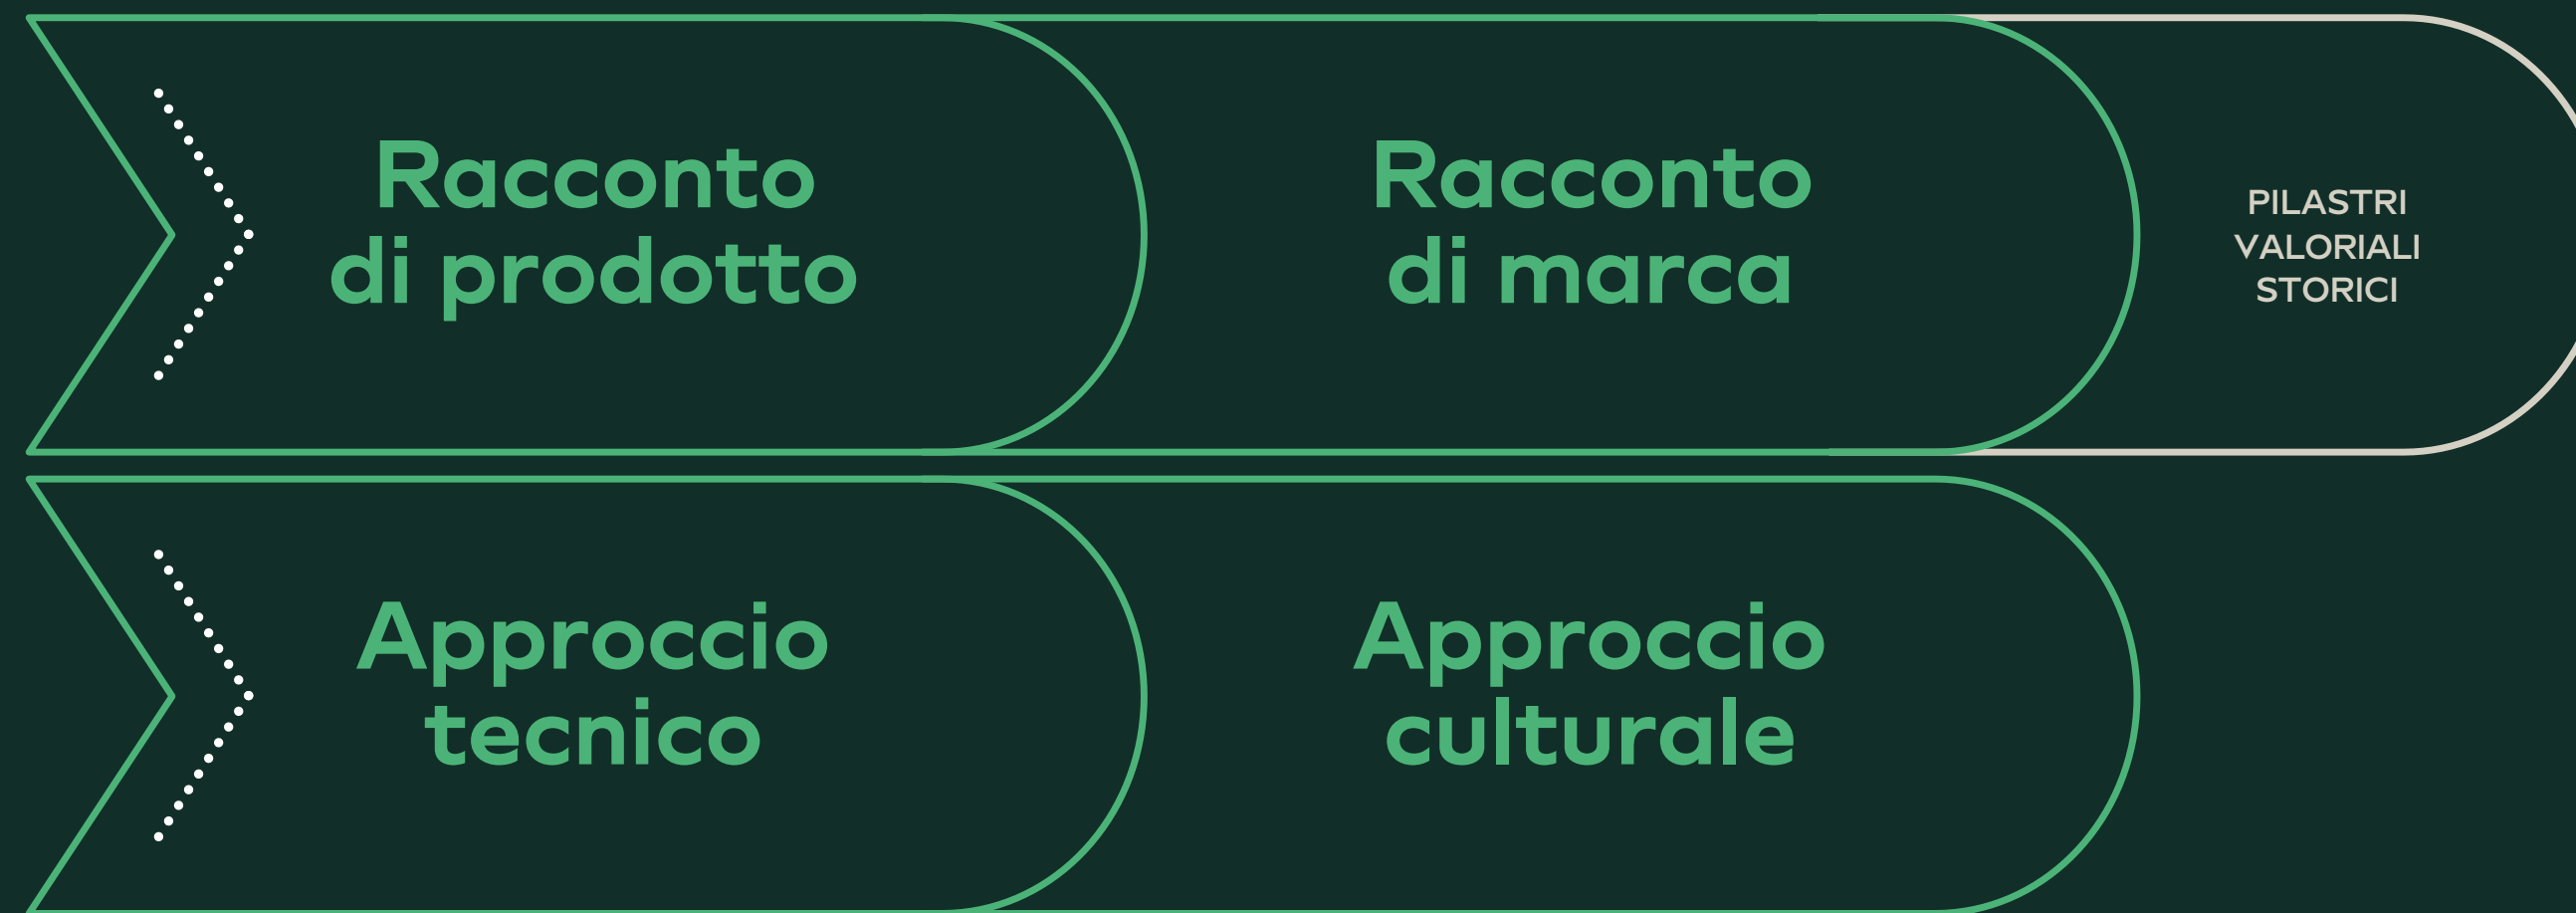 Racconto
di prodotto
Racconto
di marca
PILASTRI
VALORIALI
STORICI
Approccio
tecnico
Approccio
culturale